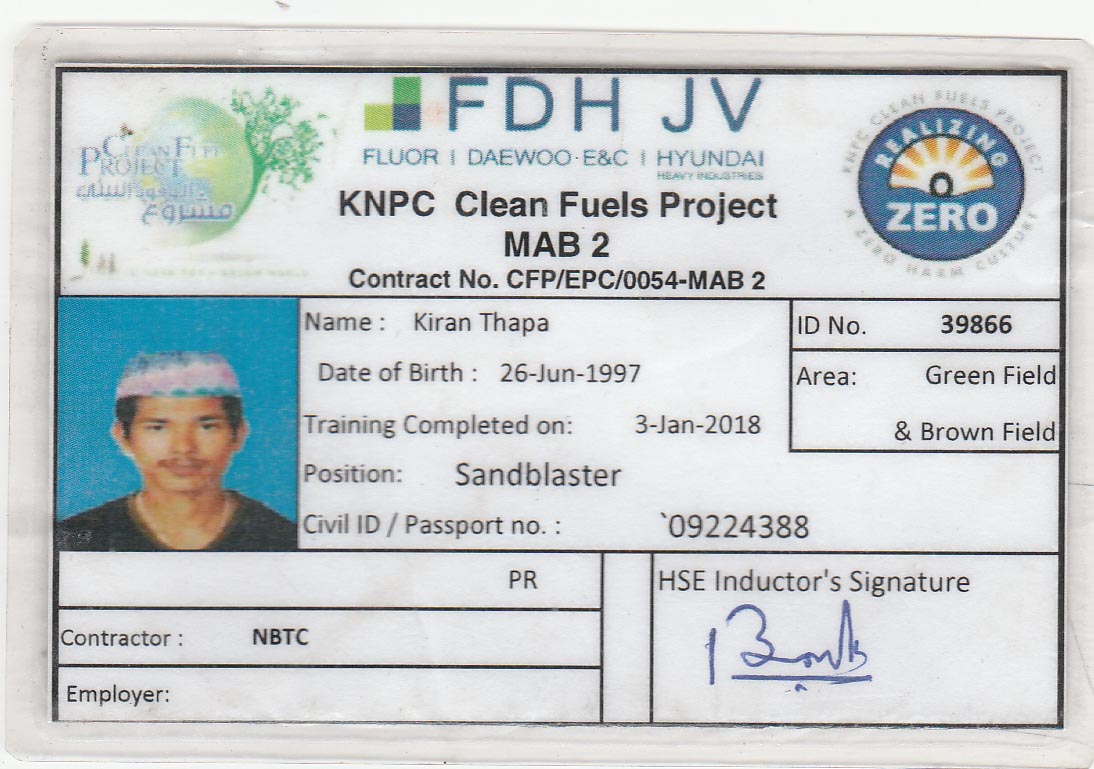 FDH JV
FLUOR | DAEWOO·E&C | HYUNDAI
HEAVY INDUSTRIES
CLEAN FUEL
PROJECT
مشروع
KNPC CLEAN FUELS PROJECT
REALIZING
ZERO
A ZERO HARM CULTURE
KNPC Clean Fuels Project
MAB 2
Contract No. CFP/EPC/0054-MAB 2
Name : Kiran Thapa
ID No. 39866
Date of Birth : 26-Jun-1997
Area: Green Field
& Brown Field
Training Completed on: 3-Jan-2018
Position: Sandblaster
Civil ID / Passport no. : `09224388
PR
HSE Inductor's Signature
Contractor : NBTC
Employer: